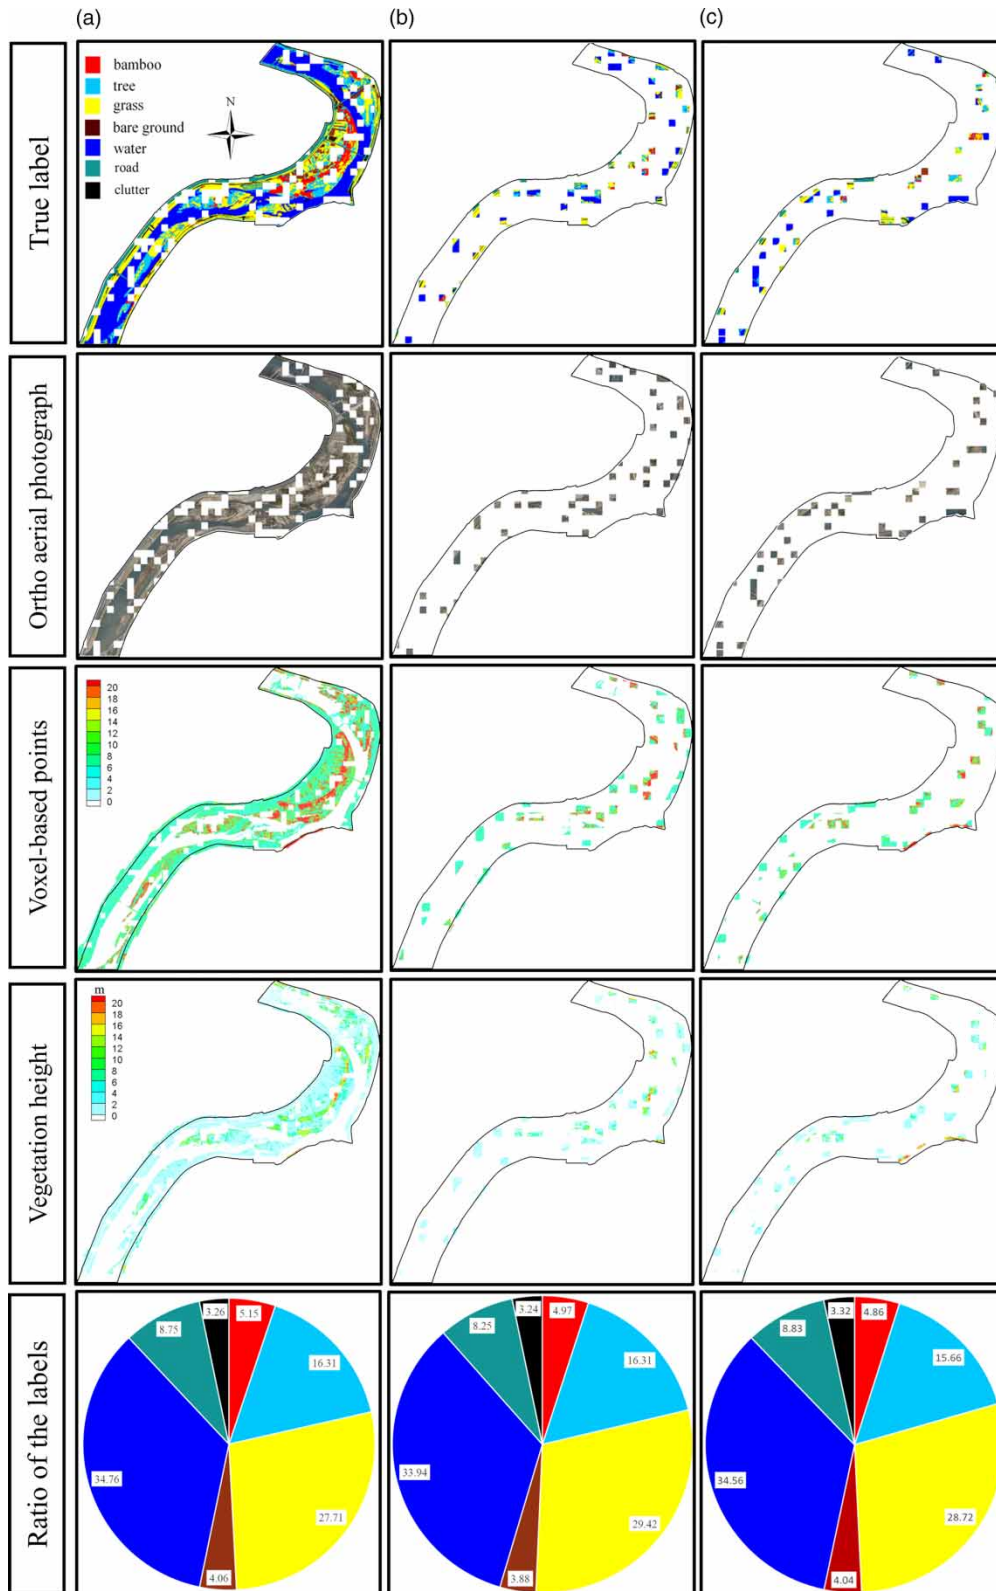 (a)
(b)
(c)
True label
bamboo
tree
grass
bare ground
water
road
clutter
N
Ortho aerial photograph
Voxel-based points
20
18
16
14
12
10
8
6
4
2
0
Vegetation height
m
20
18
16
14
12
10
8
6
4
2
0
Ratio of the labels
3.26
5.15
8.75
16.31
34.76
27.71
4.06
3.24
4.97
8.25
16.31
33.94
29.42
3.88
3.32
4.86
8.83
15.66
34.56
28.72
4.04